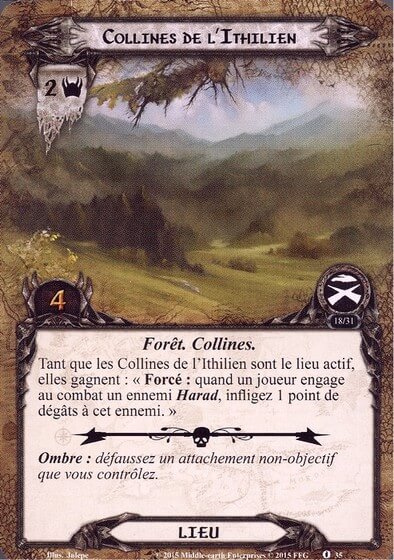 COLLINES DE L'ITHILIEN
2
4
18/31
Forêt. Collines.
Tant que les Collines de l'Ithilien sont le lieu actif,
elles gagnent : « Forcé : quand un joueur engage
au combat un ennemi Harad, infligez 1 point de
dégâts à cet ennemi. »
Ombre : défaussez un attachement non-objectif
que vous contrôlez.
LIEU
Illus. Jalepe
© 2015 Middle-earth Enterprises © 2015 FFG
35